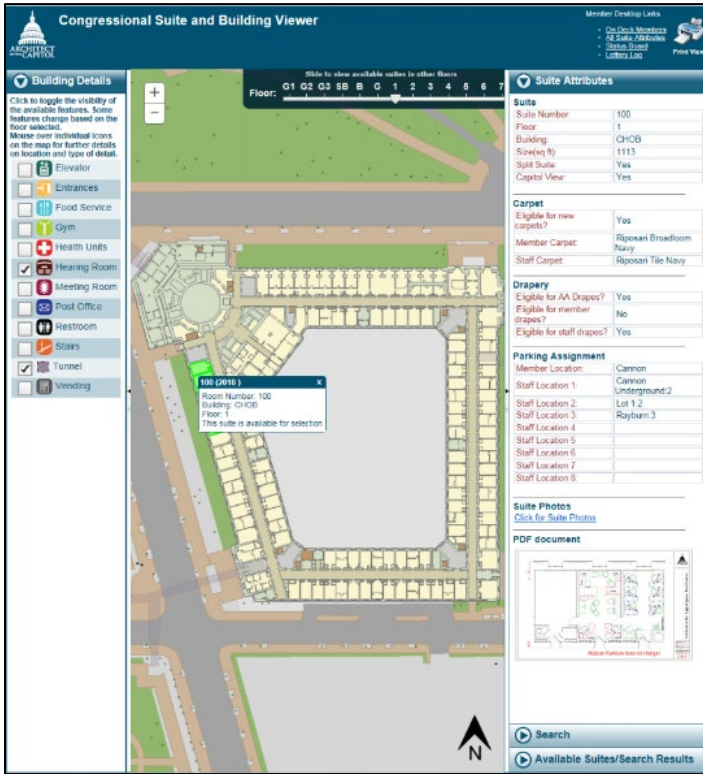 Congressional Suite and Building Viewer
ARCHITECT
OF THE CAPITOL
Member Desktop Links
On Deck Members
All Suite Attributes
Status Board
Lottery Log
Print View
Building Details
Click to toggle the visibility of
the available features. Some
features change based on the
floor selected.
Mouse over individual icons
on the map for further details
on location and type of detail.
Elevator
Entrances
Food Service
Gym
Health Units
Hearing Room
Meeting Room
Post Office
Restroom
Stairs
Tunnel
Vending
+
−
Slide to view available suites in other floors
Floor: G1 G2 G3 SB B G 1 2 3 4 5 6 7
100 (2016 ) x
Room Number: 100
Building: CHOB
Floor: 1
This suite is available for selection
N
Suite Attributes
Suite
Suite Number: 100
Floor: 1
Building: CHOB
Size(sq ft): 1113
Split Suite: Yes
Capitol View: Yes
Carpet
Eligible for new
carpets? Yes
Member Carpet: Riposari Broadloom
Navy
Staff Carpet: Riposari Tile Navy
Drapery
Eligible for AA Drapes? Yes
Eligible for member
drapes? No
Eligible for staff drapes? Yes
Parking Assignment
Member Location: Cannon
Staff Location 1: Cannon
Underground:2
Staff Location 2: Lot 1:2
Staff Location 3: Rayburn:3
Staff Location 4
Staff Location 5
Staff Location 6
Staff Location 7
Staff Location 8:
Suite Photos
Click for Suite Photos
PDF document
Search
Available Suites/Search Results